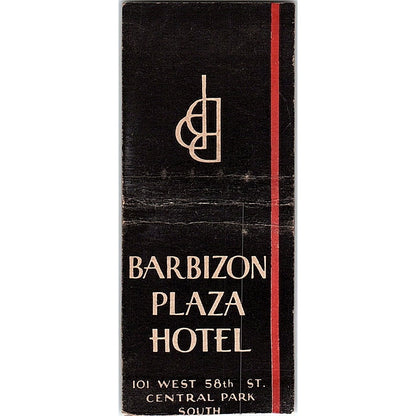 BARBIZON
PLAZA
HOTEL
101 WEST 58th ST.
CENTRAL PARK
SOUTH